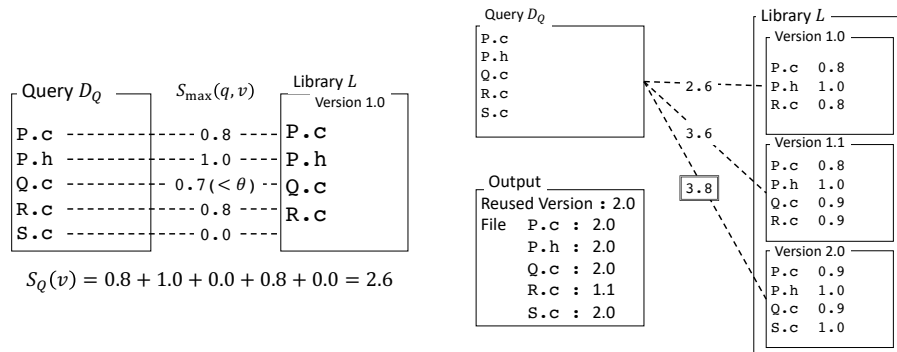 Query D_Q
S_max(q, v)
Library L
Version 1.0
P.c 0.8 P.c
P.h 1.0 P.h
Q.c 0.7(< θ) Q.c
R.c 0.8 R.c
S.c 0.0
S_Q(v) = 0.8 + 1.0 + 0.0 + 0.8 + 0.0 = 2.6
Query D_Q
P.c
P.h
Q.c
R.c
S.c
2.6
3.6
3.8
Library L
Version 1.0
P.c 0.8
P.h 1.0
R.c 0.8
Version 1.1
P.c 0.8
P.h 1.0
Q.c 0.9
R.c 0.9
Version 2.0
P.c 0.9
P.h 1.0
Q.c 0.9
S.c 1.0
Output
Reused Version : 2.0
File P.c : 2.0
P.h : 2.0
Q.c : 2.0
R.c : 1.1
S.c : 2.0